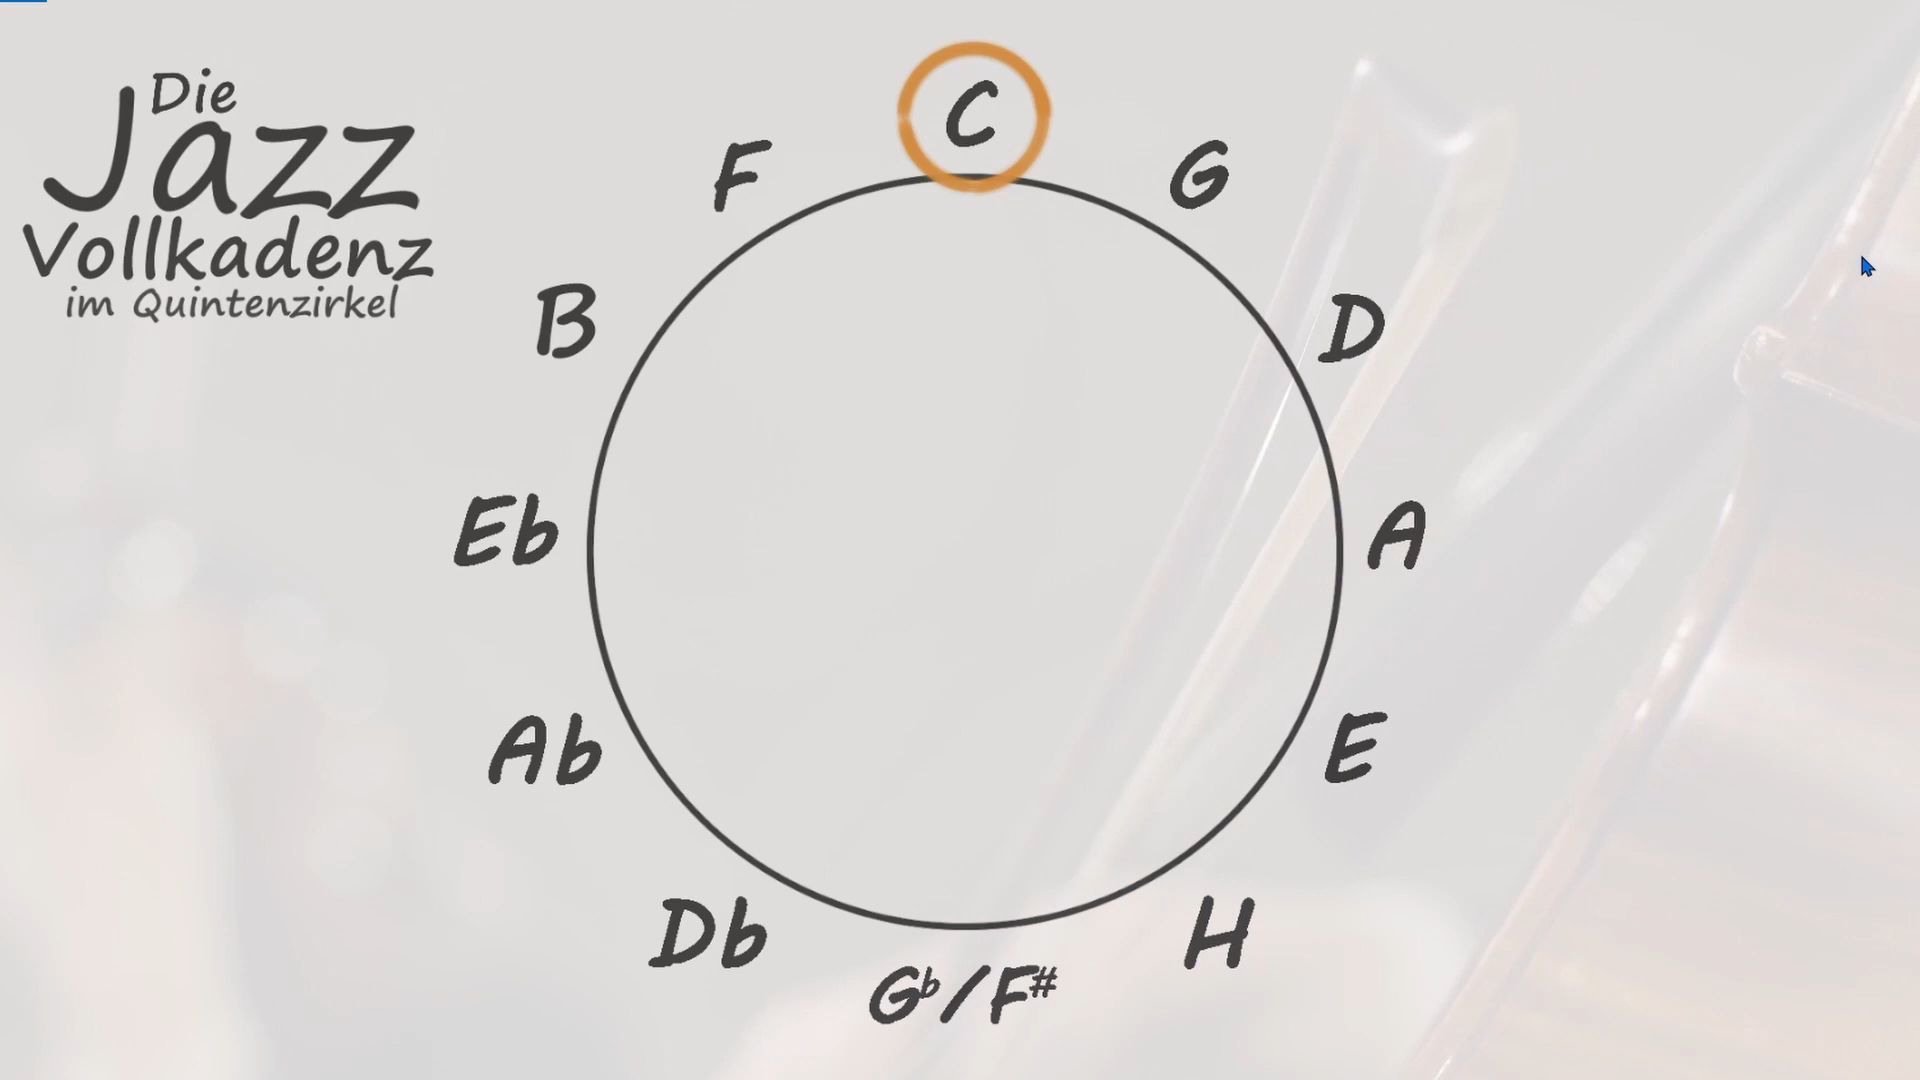 Die
Jazz
Vollkadenz
im Quintenzirkel
C
F
G
B
D
Eb
A
Ab
E
Db
H
Gb/F#